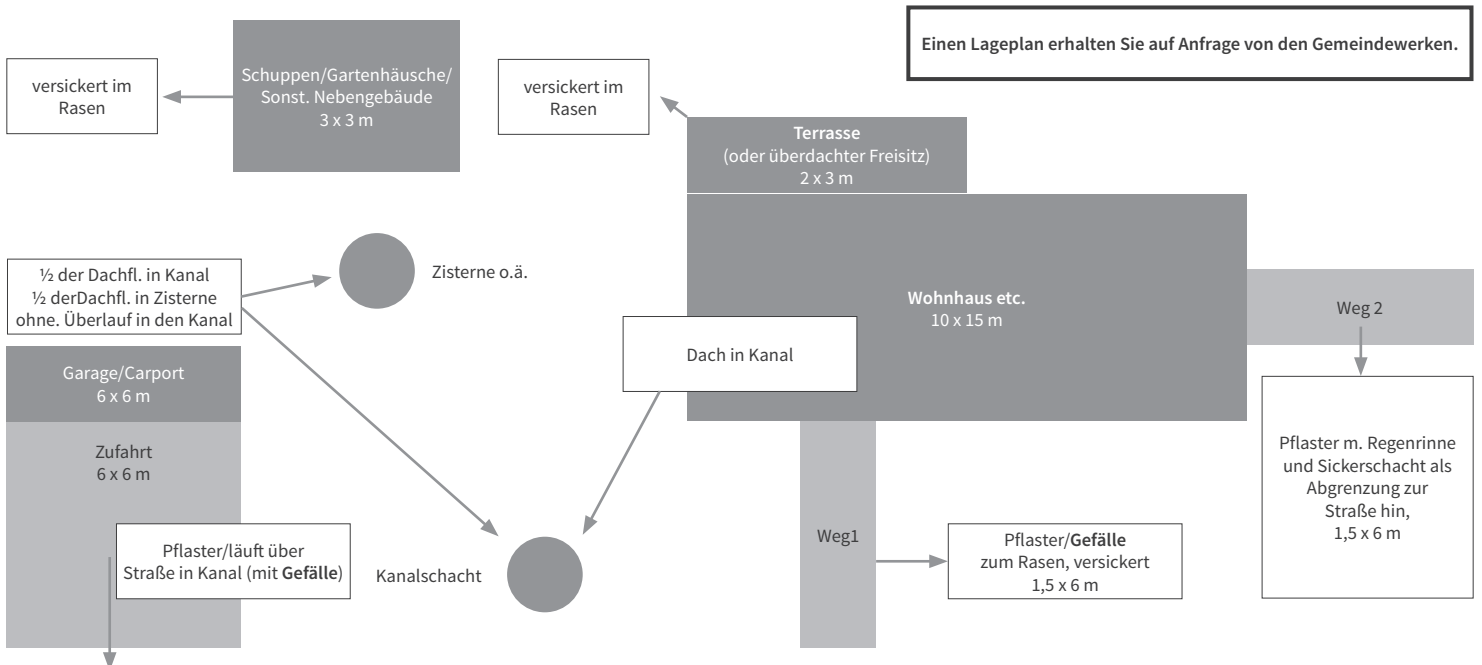 Einen Lageplan erhalten Sie auf Anfrage von den Gemeindewerken.
versickert im
Rasen
Schuppen/Gartenhäusche/
Sonst. Nebengebäude
3 x 3 m
versickert im
Rasen
Terrasse
(oder überdachter Freisitz)
2 x 3 m
½ der Dachfl. in Kanal
½ derDachfl. in Zisterne
ohne. Überlauf in den Kanal
Zisterne o.ä.
Wohnhaus etc.
10 x 15 m
Weg 2
Dach in Kanal
Garage/Carport
6 x 6 m
Zufahrt
6 x 6 m
Pflaster m. Regenrinne
und Sickerschacht als
Abgrenzung zur
Straße hin,
1,5 x 6 m
Pflaster/läuft über
Straße in Kanal (mit Gefälle)
Kanalschacht
Weg1
Pflaster/Gefälle
zum Rasen, versickert
1,5 x 6 m